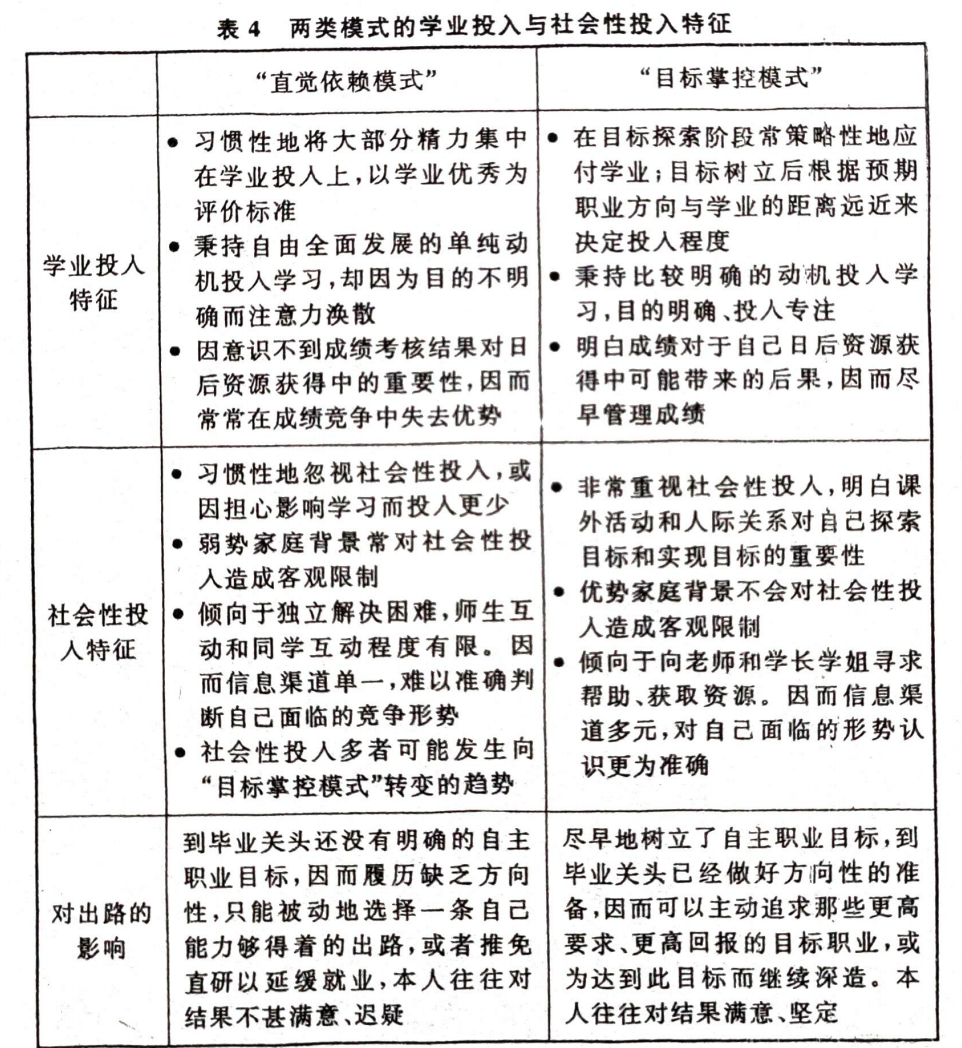 表 4 两类模式的学业投入与社会性投入特征
“直觉依赖模式”
“目标掌控模式”
学业投入
特征
● 习惯性地将大部分精力集中
在学业投入上,以学业优秀为
评价标准
● 秉持自由全面发展的单纯动
机投入学习,却因为目的不明
确而注意力涣散
● 因意识不到成绩考核结果对日
后资源获得中的重要性,因而
常常在成绩竞争中失去优势
● 在目标探索阶段常策略性地应
付学业;目标树立后根据预期
职业方向与学业的距离远近来
决定投入程度
● 秉持比较明确的动机投入学
习,目的明确、投入专注
● 明白成绩对于自己日后资源获
得中可能带来的后果,因而尽
早管理成绩
社会性投
入特征
● 习惯性地忽视社会性投入,或
因担心影响学习而投入更少
● 弱势家庭背景常对社会性投
入造成客观限制
● 倾向于独立解决困难,师生互
动和同学互动程度有限。因
而信息渠道单一,难以准确判
断自己面临的竞争形势
● 社会性投入多者可能发生向
“目标掌控模式”转变的趋势
● 非常重视社会性投入,明白课
外活动和人际关系对自己探索
目标和实现目标的重要性
● 优势家庭背景不会对社会性投
入造成客观限制
● 倾向于向老师和学长学姐寻求
帮助、获取资源。因而信息渠
道多元,对自己面临的形势认
识更为准确
对出路的
影响
到毕业关头还没有明确的自主
职业目标,因而履历缺乏方向
性,只能被动地选择一条自己
能力够得着的出路,或者推免
直研以延缓就业,本人往往对
结果不甚满意、迟疑
尽早地树立了自主职业目标,到
毕业关头已经做好方向性的准
备,因而可以主动追求那些更高
要求、更高回报的目标职业,或
为达到此目标而继续深造。本
人往往对结果满意、坚定